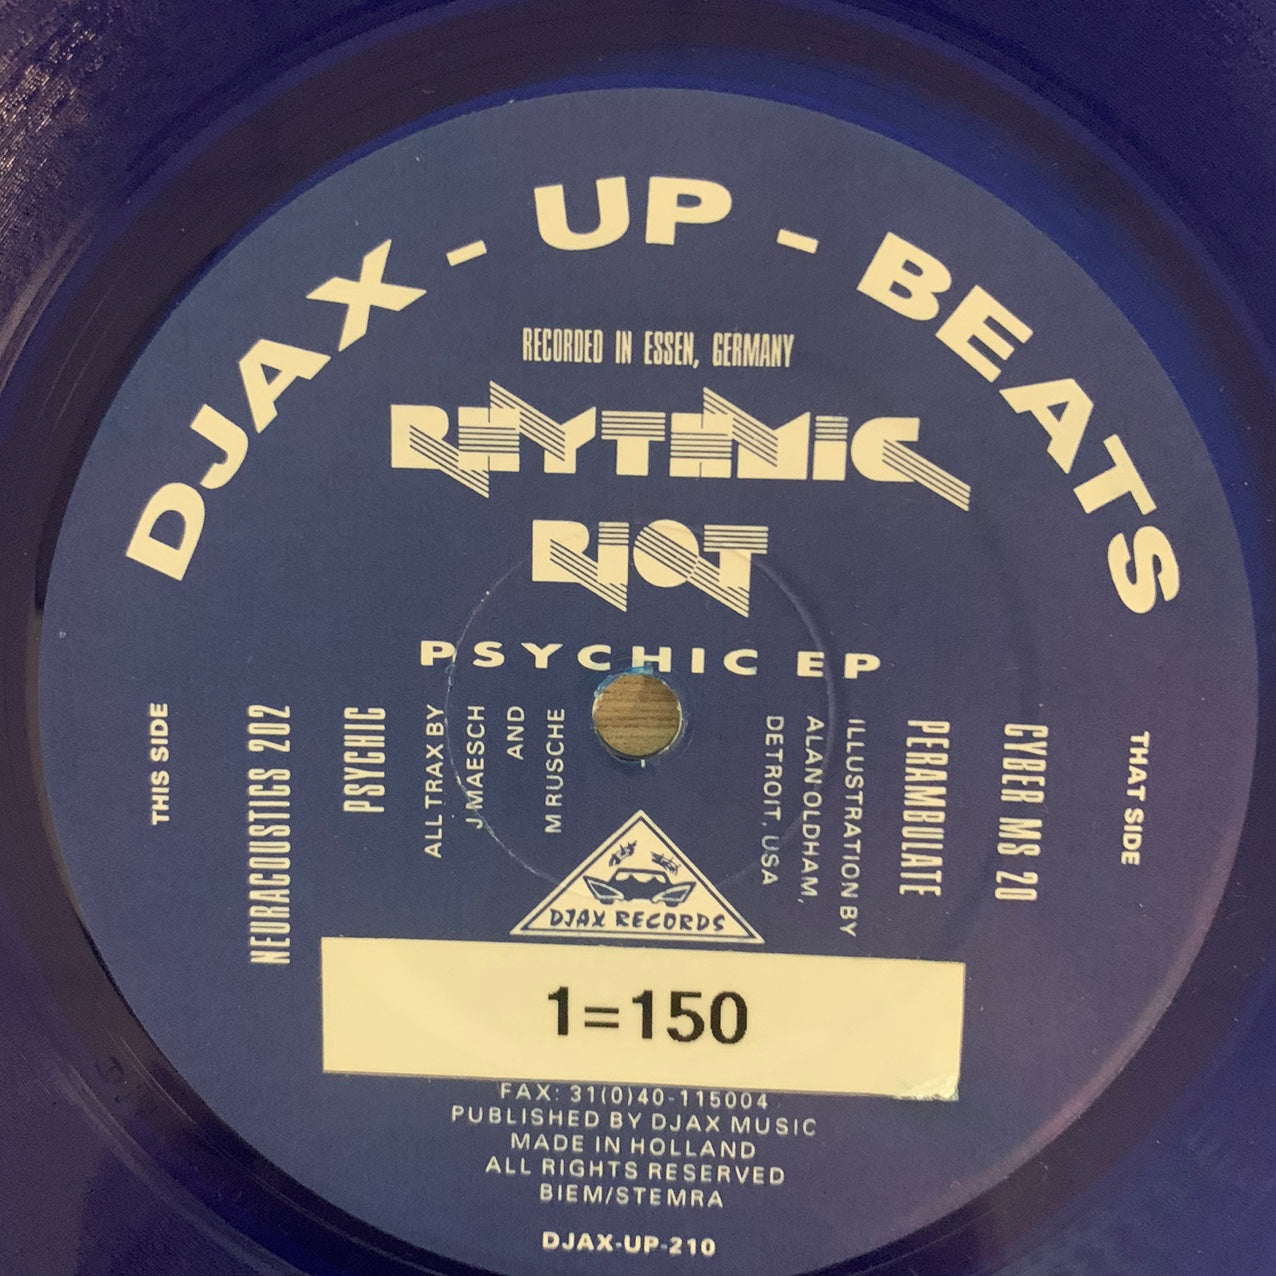 DJAX - UP - BEATS
RECORDED IN ESSEN, GERMANY
RHYTHMIC
RIOT
PSYCHIC EP
THIS SIDE
NEURACOUSTICS 202
PSYCHIC
ALL TRAX BY
J MAESCH
AND
M RUSCHE
THAT SIDE
CYBER MS 20
PERAMBULATE
ILLUSTRATION BY
ALAN OLDHAM,
DETROIT, USA
DJAX RECORDS
1=150
FAX: 31(0)40-115004
PUBLISHED BY DJAX MUSIC
MADE IN HOLLAND
ALL RIGHTS RESERVED
BIEM/STEMRA
DJAX-UP-210